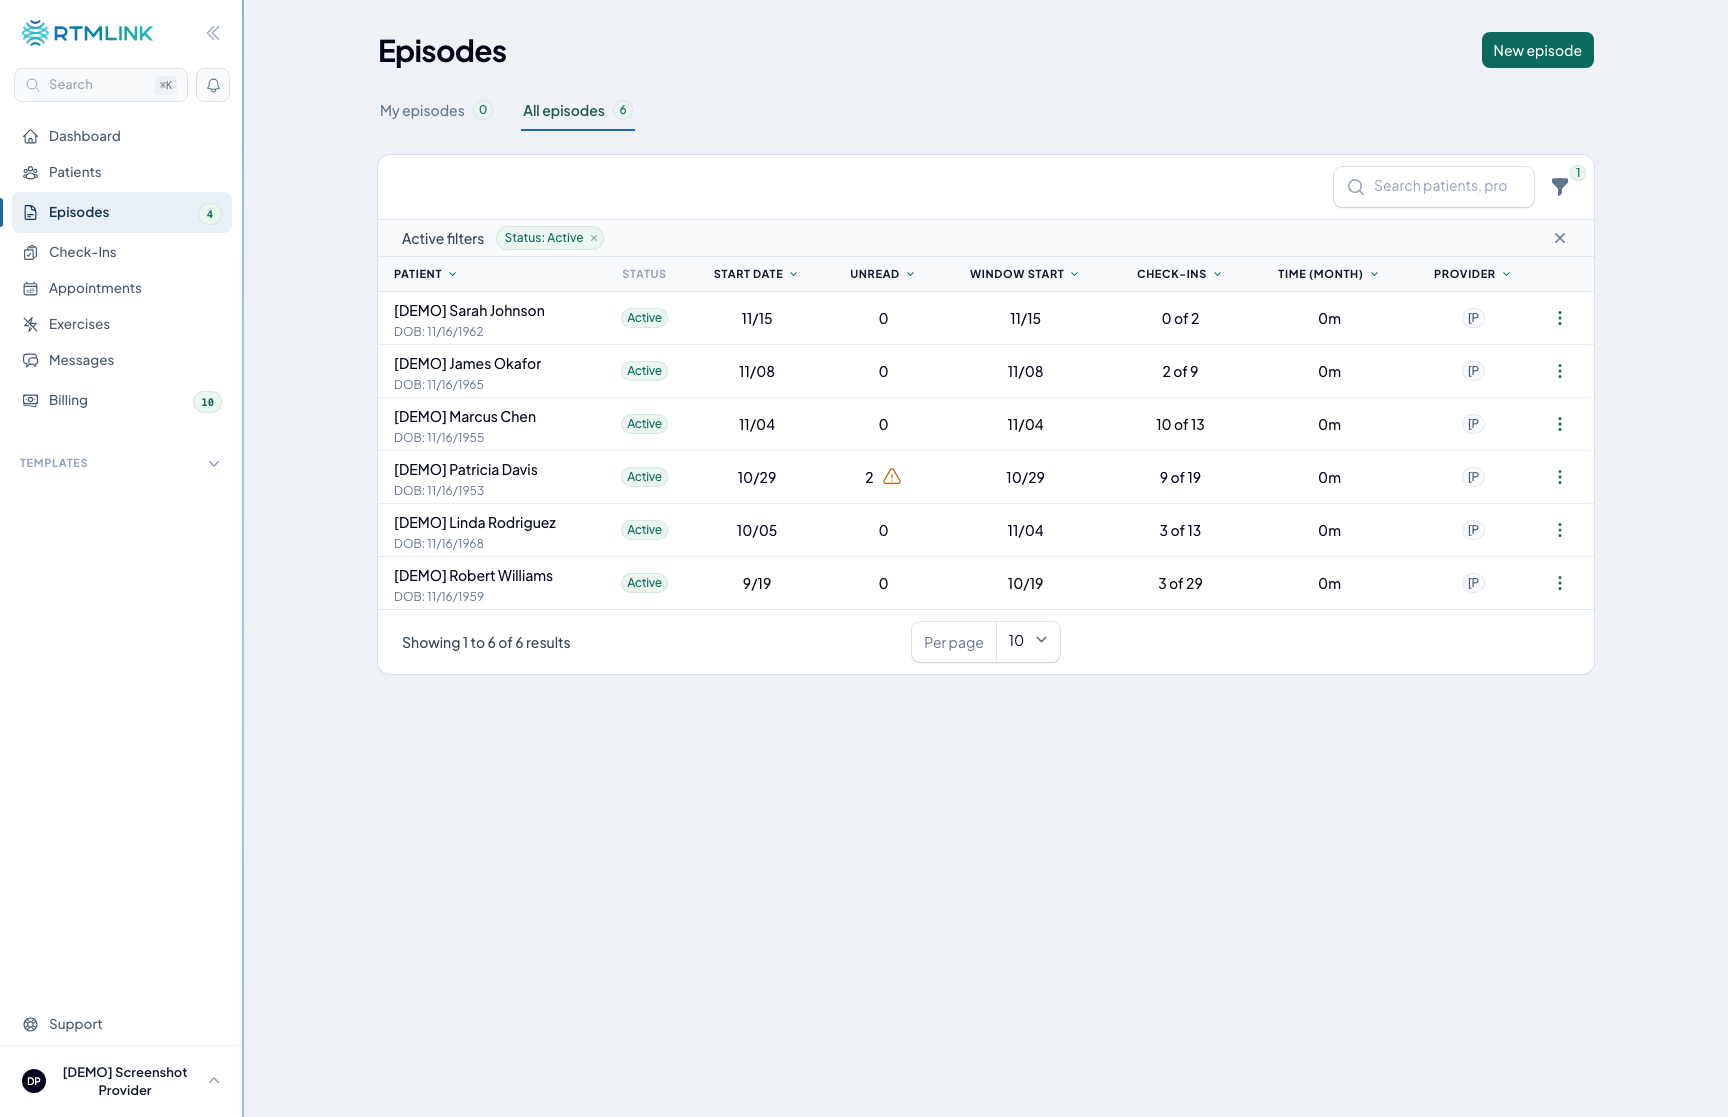 RTMLINK
Search ⌘K
Dashboard
Patients
Episodes 4
Check-Ins
Appointments
Exercises
Messages
Billing 10
TEMPLATES
Support
DP [DEMO] Screenshot
Provider
Episodes
New episode
My episodes 0 All episodes 6
Search patients, pro 1
Active filters Status: Active ×
PATIENT STATUS START DATE UNREAD WINDOW START CHECK-INS TIME (MONTH) PROVIDER
[DEMO] Sarah Johnson Active 11/15 0 11/15 0 of 2 0m [P
DOB: 11/16/1962
[DEMO] James Okafor Active 11/08 0 11/08 2 of 9 0m [P
DOB: 11/16/1965
[DEMO] Marcus Chen Active 11/04 0 11/04 10 of 13 0m [P
DOB: 11/16/1955
[DEMO] Patricia Davis Active 10/29 2 10/29 9 of 19 0m [P
DOB: 11/16/1953
[DEMO] Linda Rodriguez Active 10/05 0 11/04 3 of 13 0m [P
DOB: 11/16/1968
[DEMO] Robert Williams Active 9/19 0 10/19 3 of 29 0m [P
DOB: 11/16/1959
Showing 1 to 6 of 6 results Per page 10